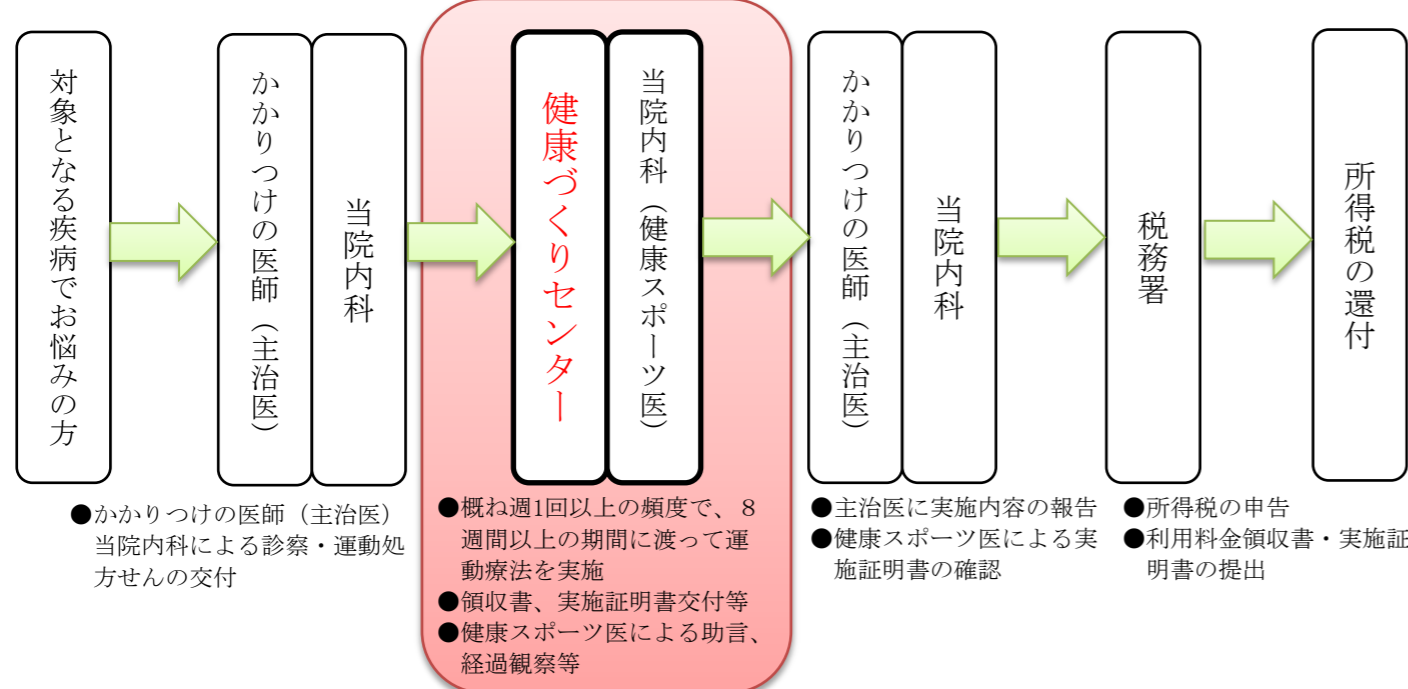 対象となる疾病でお悩みの方
かかりつけの医師（主治医）
当院内科
健康づくりセンター
当院内科（健康スポーツ医）
かかりつけの医師（主治医）
当院内科
税務署
所得税の還付
●かかりつけの医師（主治医）
当院内科による診察・運動処
方せんの交付
●概ね週1回以上の頻度で、８
週間以上の期間に渡って運
動療法を実施
●領収書、実施証明書交付等
●健康スポーツ医による助言、
経過観察等
●主治医に実施内容の報告
●健康スポーツ医による実
施証明書の確認
●所得税の申告
●利用料金領収書・実施証
明書の提出